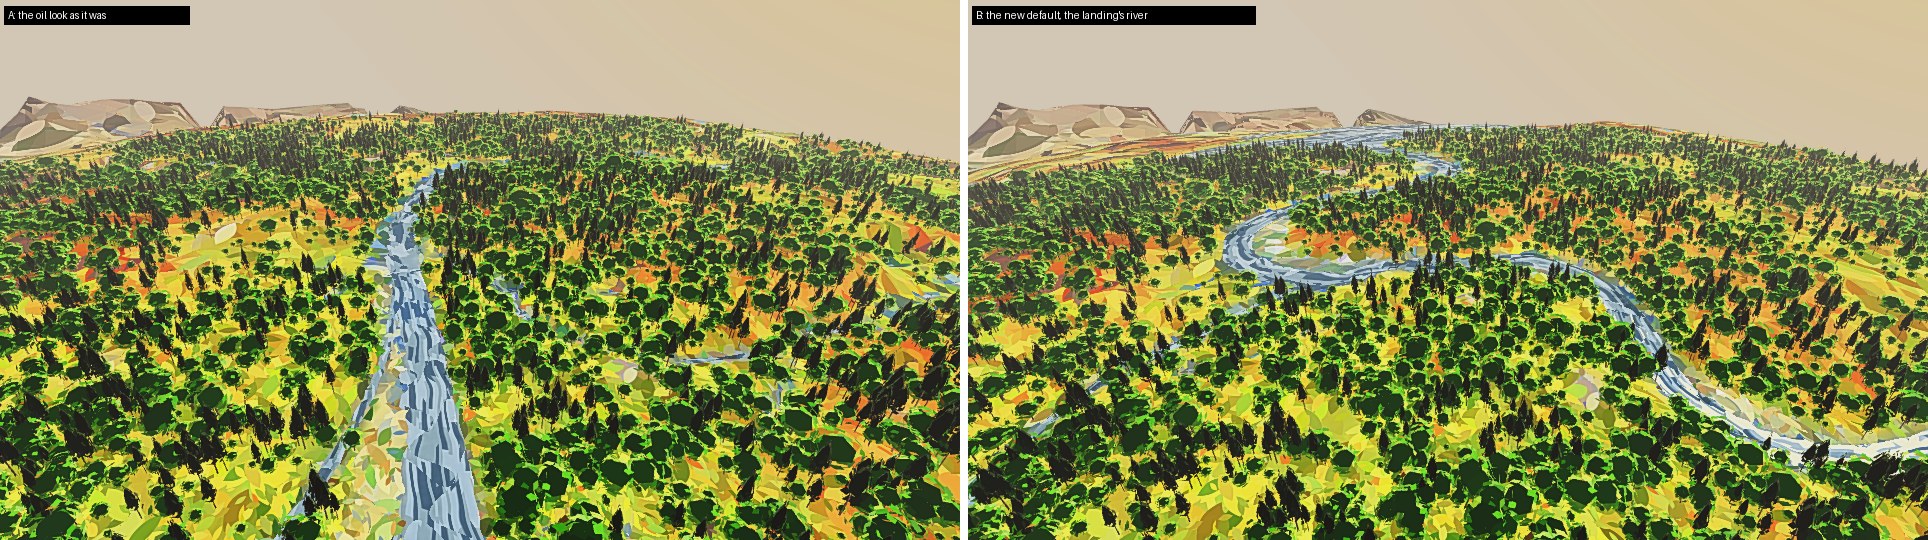 A: the oil look as it was
B: the new default, the landing's river